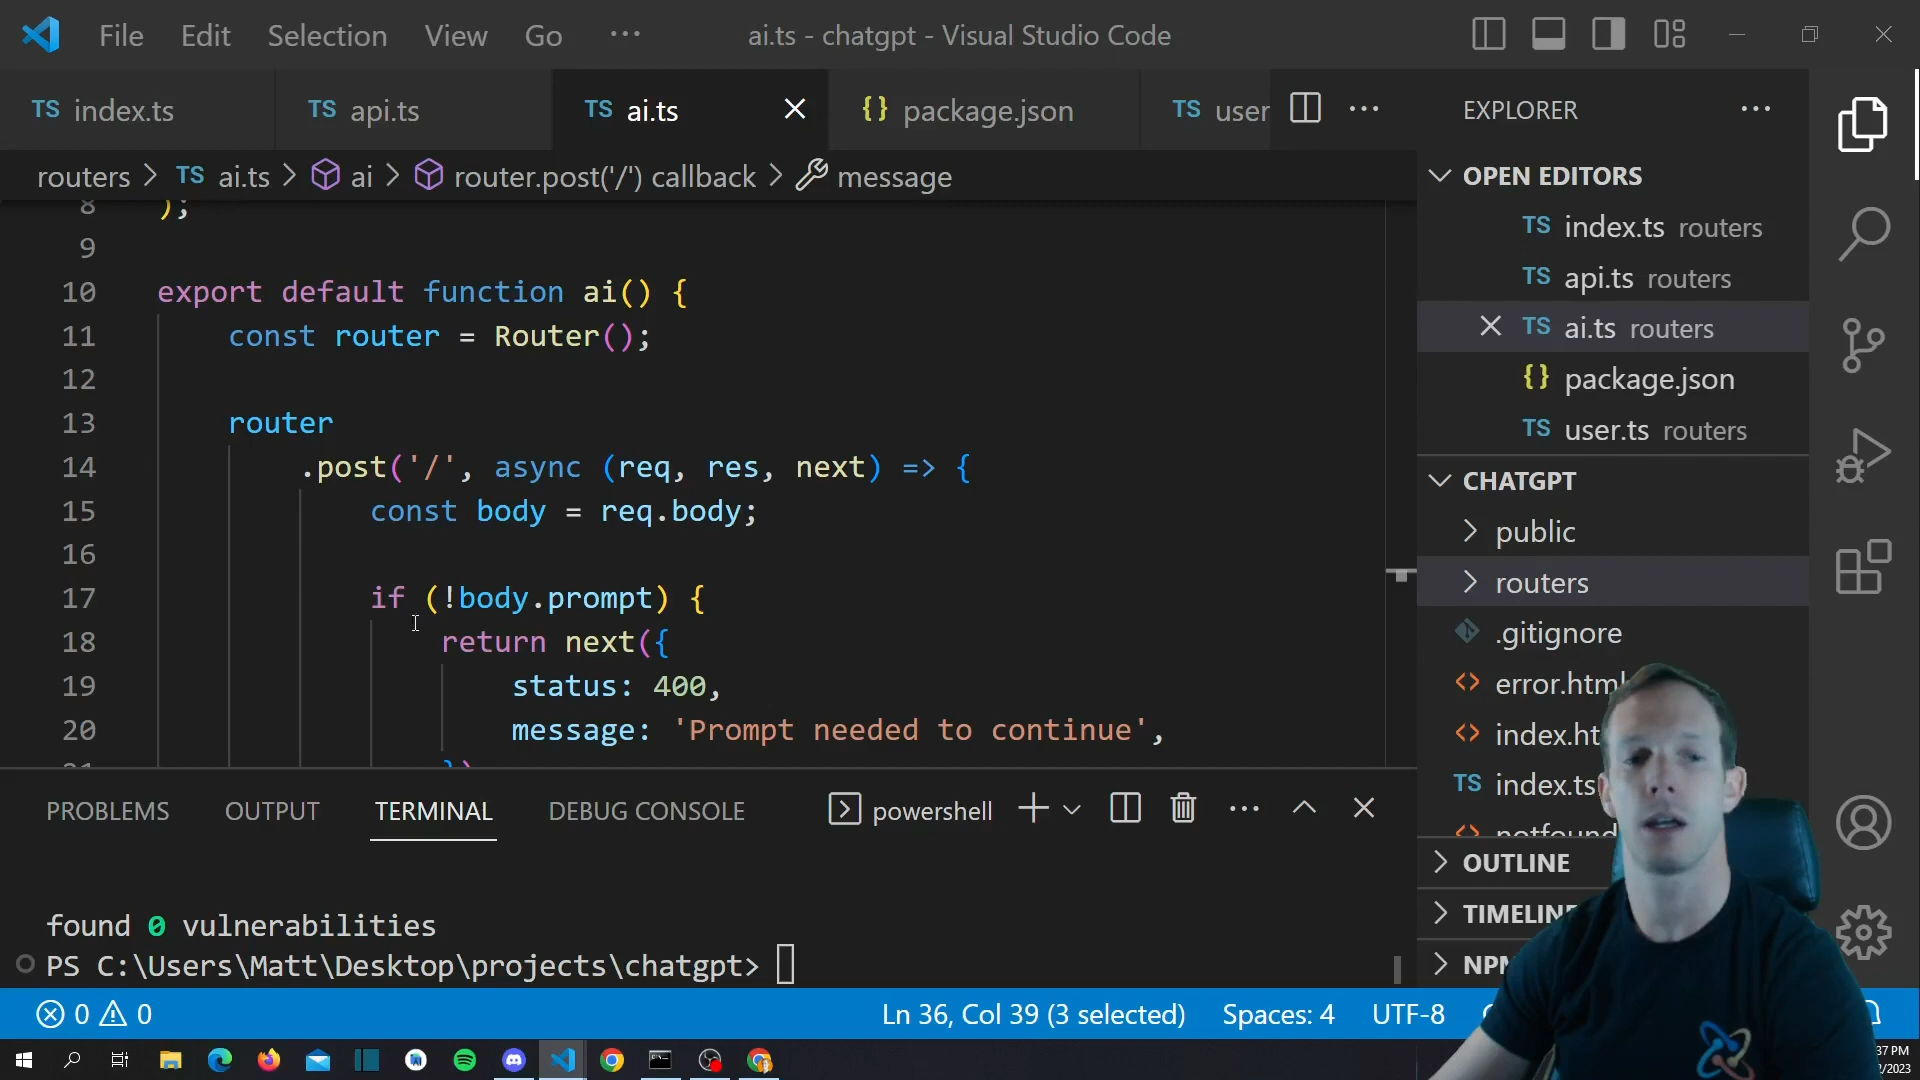 File Edit Selection View Go ··· ai.ts - chatgpt - Visual Studio Code
TS index.ts TS api.ts TS ai.ts {} package.json TS user
routers > TS ai.ts > ai > router.post('/') callback > message
8 );
9
10 export default function ai() {
11 const router = Router();
12
13 router
14 .post('/', async (req, res, next) => {
15 const body = req.body;
16
17 if (!body.prompt) {
18 return next({
19 status: 400,
20 message: 'Prompt needed to continue',
PROBLEMS OUTPUT TERMINAL DEBUG CONSOLE powershell
found 0 vulnerabilities
PS C:\Users\Matt\Desktop\projects\chatgpt>
EXPLORER
OPEN EDITORS
TS index.ts routers
TS api.ts routers
TS ai.ts routers
{} package.json
TS user.ts routers
CHATGPT
public
routers
.gitignore
error.html
index.ht
TS index.ts
notfound
OUTLINE
TIMELINE
NPM
0 0 Ln 36, Col 39 (3 selected) Spaces: 4 UTF-8
37 PM
/2023